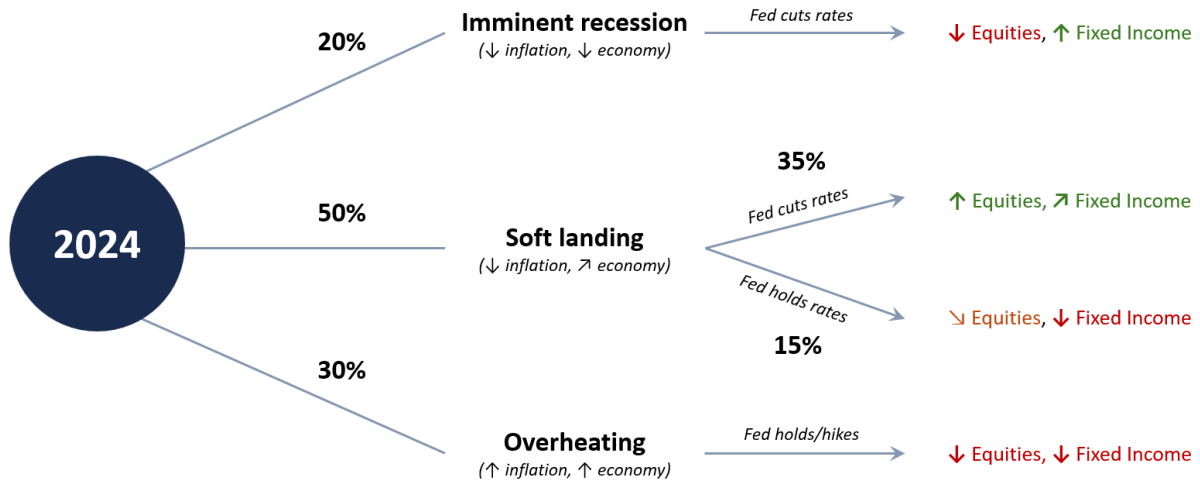 20%
Imminent recession
(↓ inflation, ↓ economy)
Fed cuts rates
↓ Equities, ↑ Fixed Income
2024
50%
Soft landing
(↓ inflation, ↗ economy)
35%
Fed cuts rates
↑ Equities, ↗ Fixed Income
Fed holds rates
15%
↘ Equities, ↓ Fixed Income
30%
Overheating
(↑ inflation, ↑ economy)
Fed holds/hikes
↓ Equities, ↓ Fixed Income